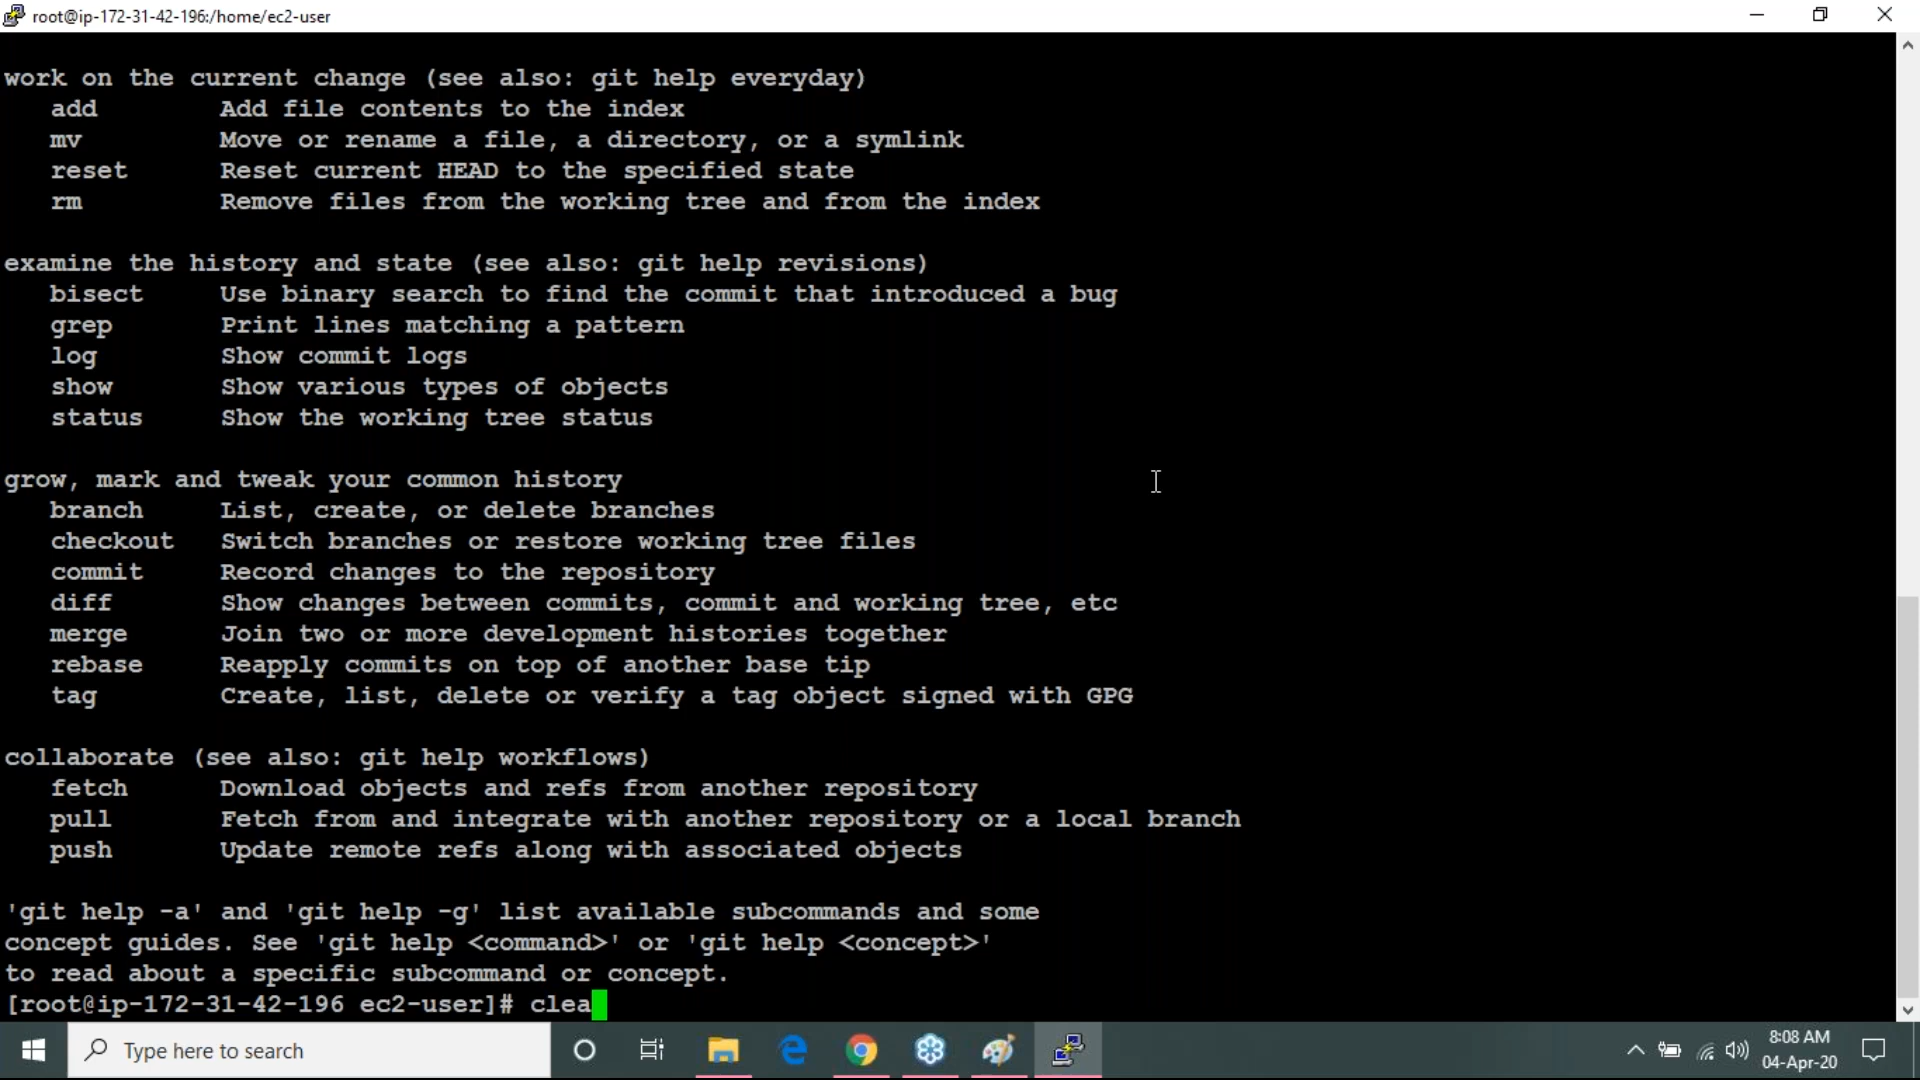 root@ip-172-31-42-196:/home/ec2-user
work on the current change (see also: git help everyday)
add Add file contents to the index
mv Move or rename a file, a directory, or a symlink
reset Reset current HEAD to the specified state
rm Remove files from the working tree and from the index
examine the history and state (see also: git help revisions)
bisect Use binary search to find the commit that introduced a bug
grep Print lines matching a pattern
log Show commit logs
show Show various types of objects
status Show the working tree status
grow, mark and tweak your common history
branch List, create, or delete branches
checkout Switch branches or restore working tree files
commit Record changes to the repository
diff Show changes between commits, commit and working tree, etc
merge Join two or more development histories together
rebase Reapply commits on top of another base tip
tag Create, list, delete or verify a tag object signed with GPG
collaborate (see also: git help workflows)
fetch Download objects and refs from another repository
pull Fetch from and integrate with another repository or a local branch
push Update remote refs along with associated objects
'git help -a' and 'git help -g' list available subcommands and some
concept guides. See 'git help <command>' or 'git help <concept>'
to read about a specific subcommand or concept.
[root@ip-172-31-42-196 ec2-user]# clea
Type here to search
8:08 AM
04-Apr-20